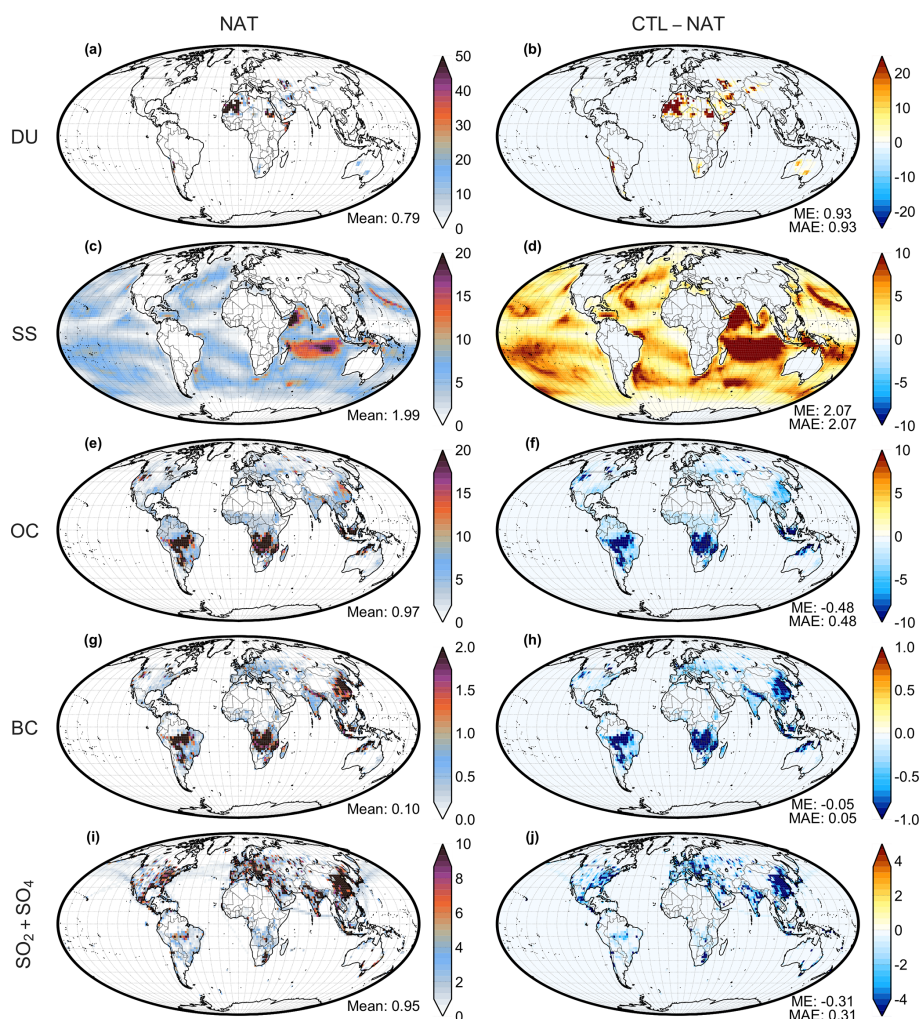 NAT
CTL – NAT
DU
(a)
50
40
30
20
10
0
Mean: 0.79
(b)
20
10
0
−10
−20
ME: 0.93
MAE: 0.93
SS
(c)
20
15
10
5
0
Mean: 1.99
(d)
10
5
0
−5
−10
ME: 2.07
MAE: 2.07
OC
(e)
20
15
10
5
0
Mean: 0.97
(f)
10
5
0
−5
−10
ME: -0.48
MAE: 0.48
BC
(g)
2.0
1.5
1.0
0.5
0.0
Mean: 0.10
(h)
1.0
0.5
0.0
−0.5
−1.0
ME: -0.05
MAE: 0.05
SO₂ + SO₄
(i)
10
8
6
4
2
0
Mean: 0.95
(j)
4
2
0
−2
−4
ME: -0.31
MAE: 0.31